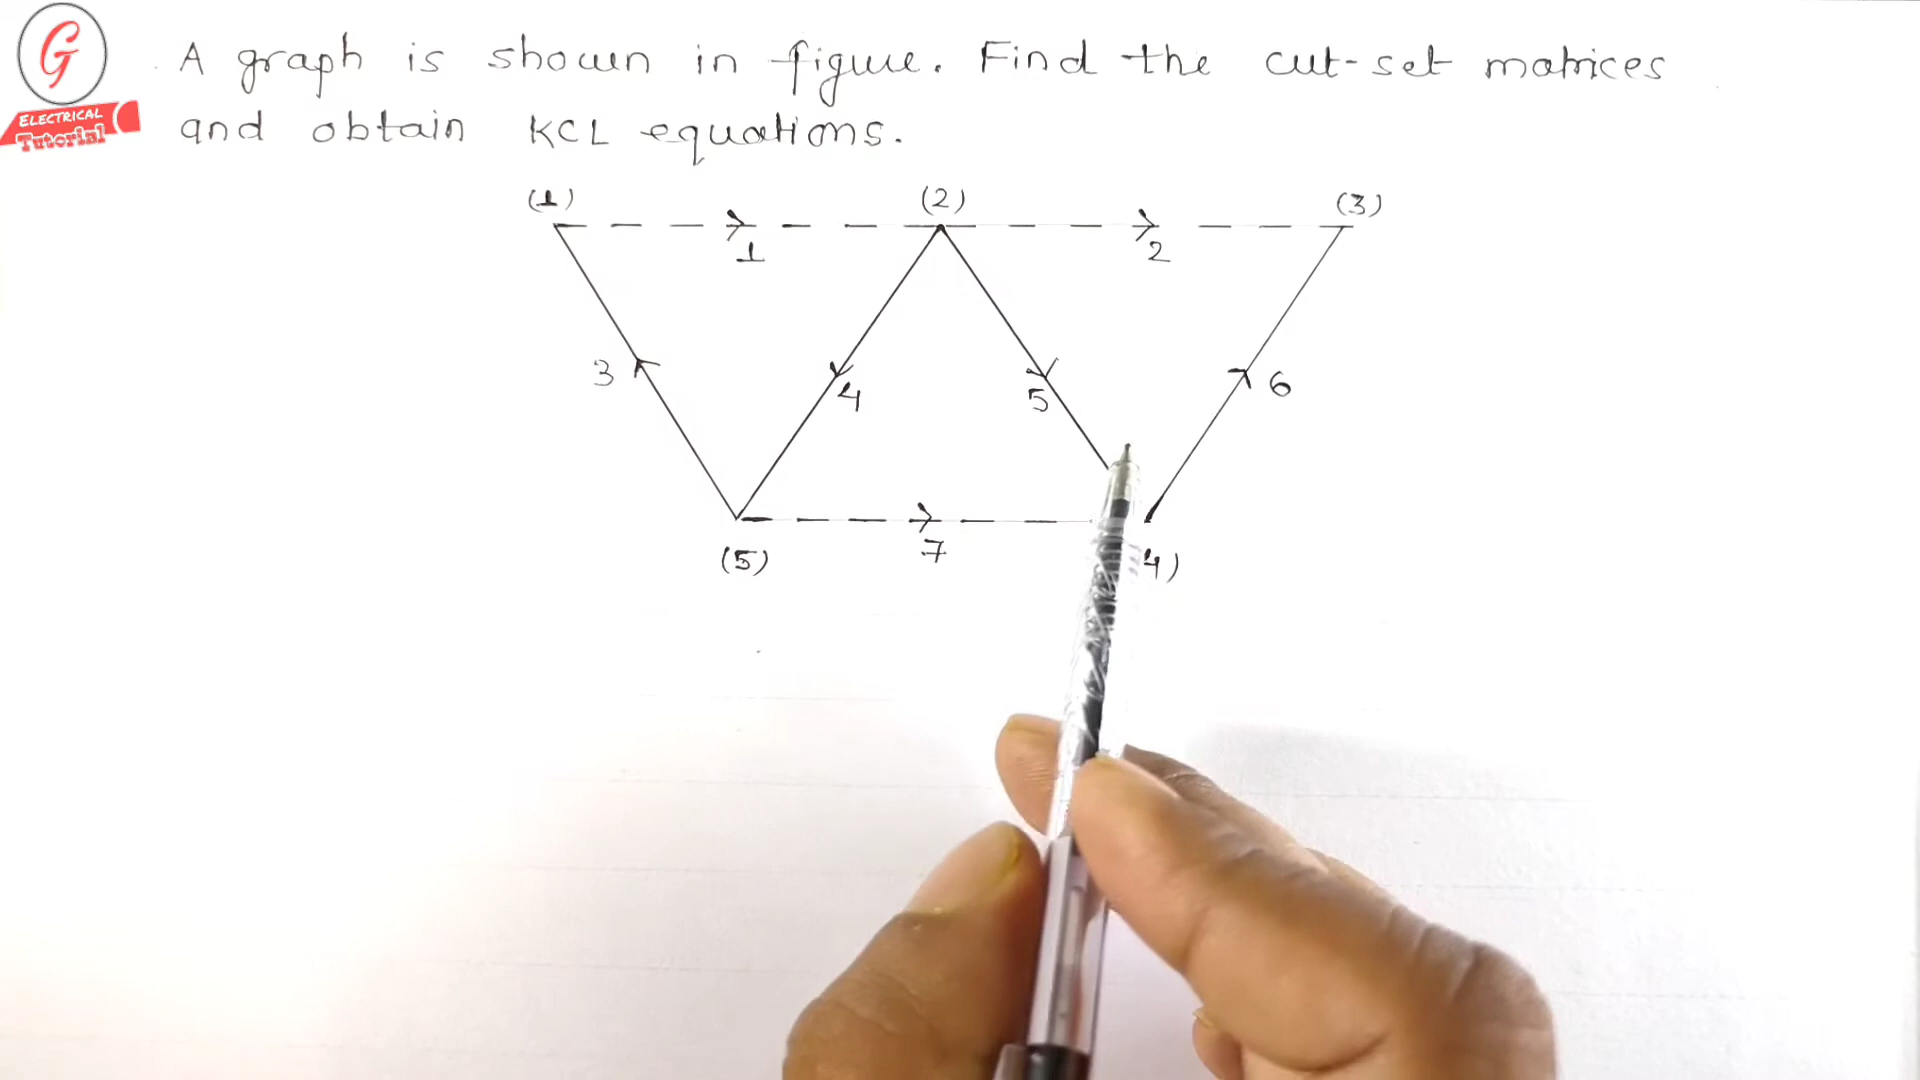 G
ELECTRICAL
Tutorial
A graph is shown in figure. Find the cut-set matrices
and obtain KCL equations.
(1) (2) (3)
1 2
3 4 5 6
7
(5) 4)